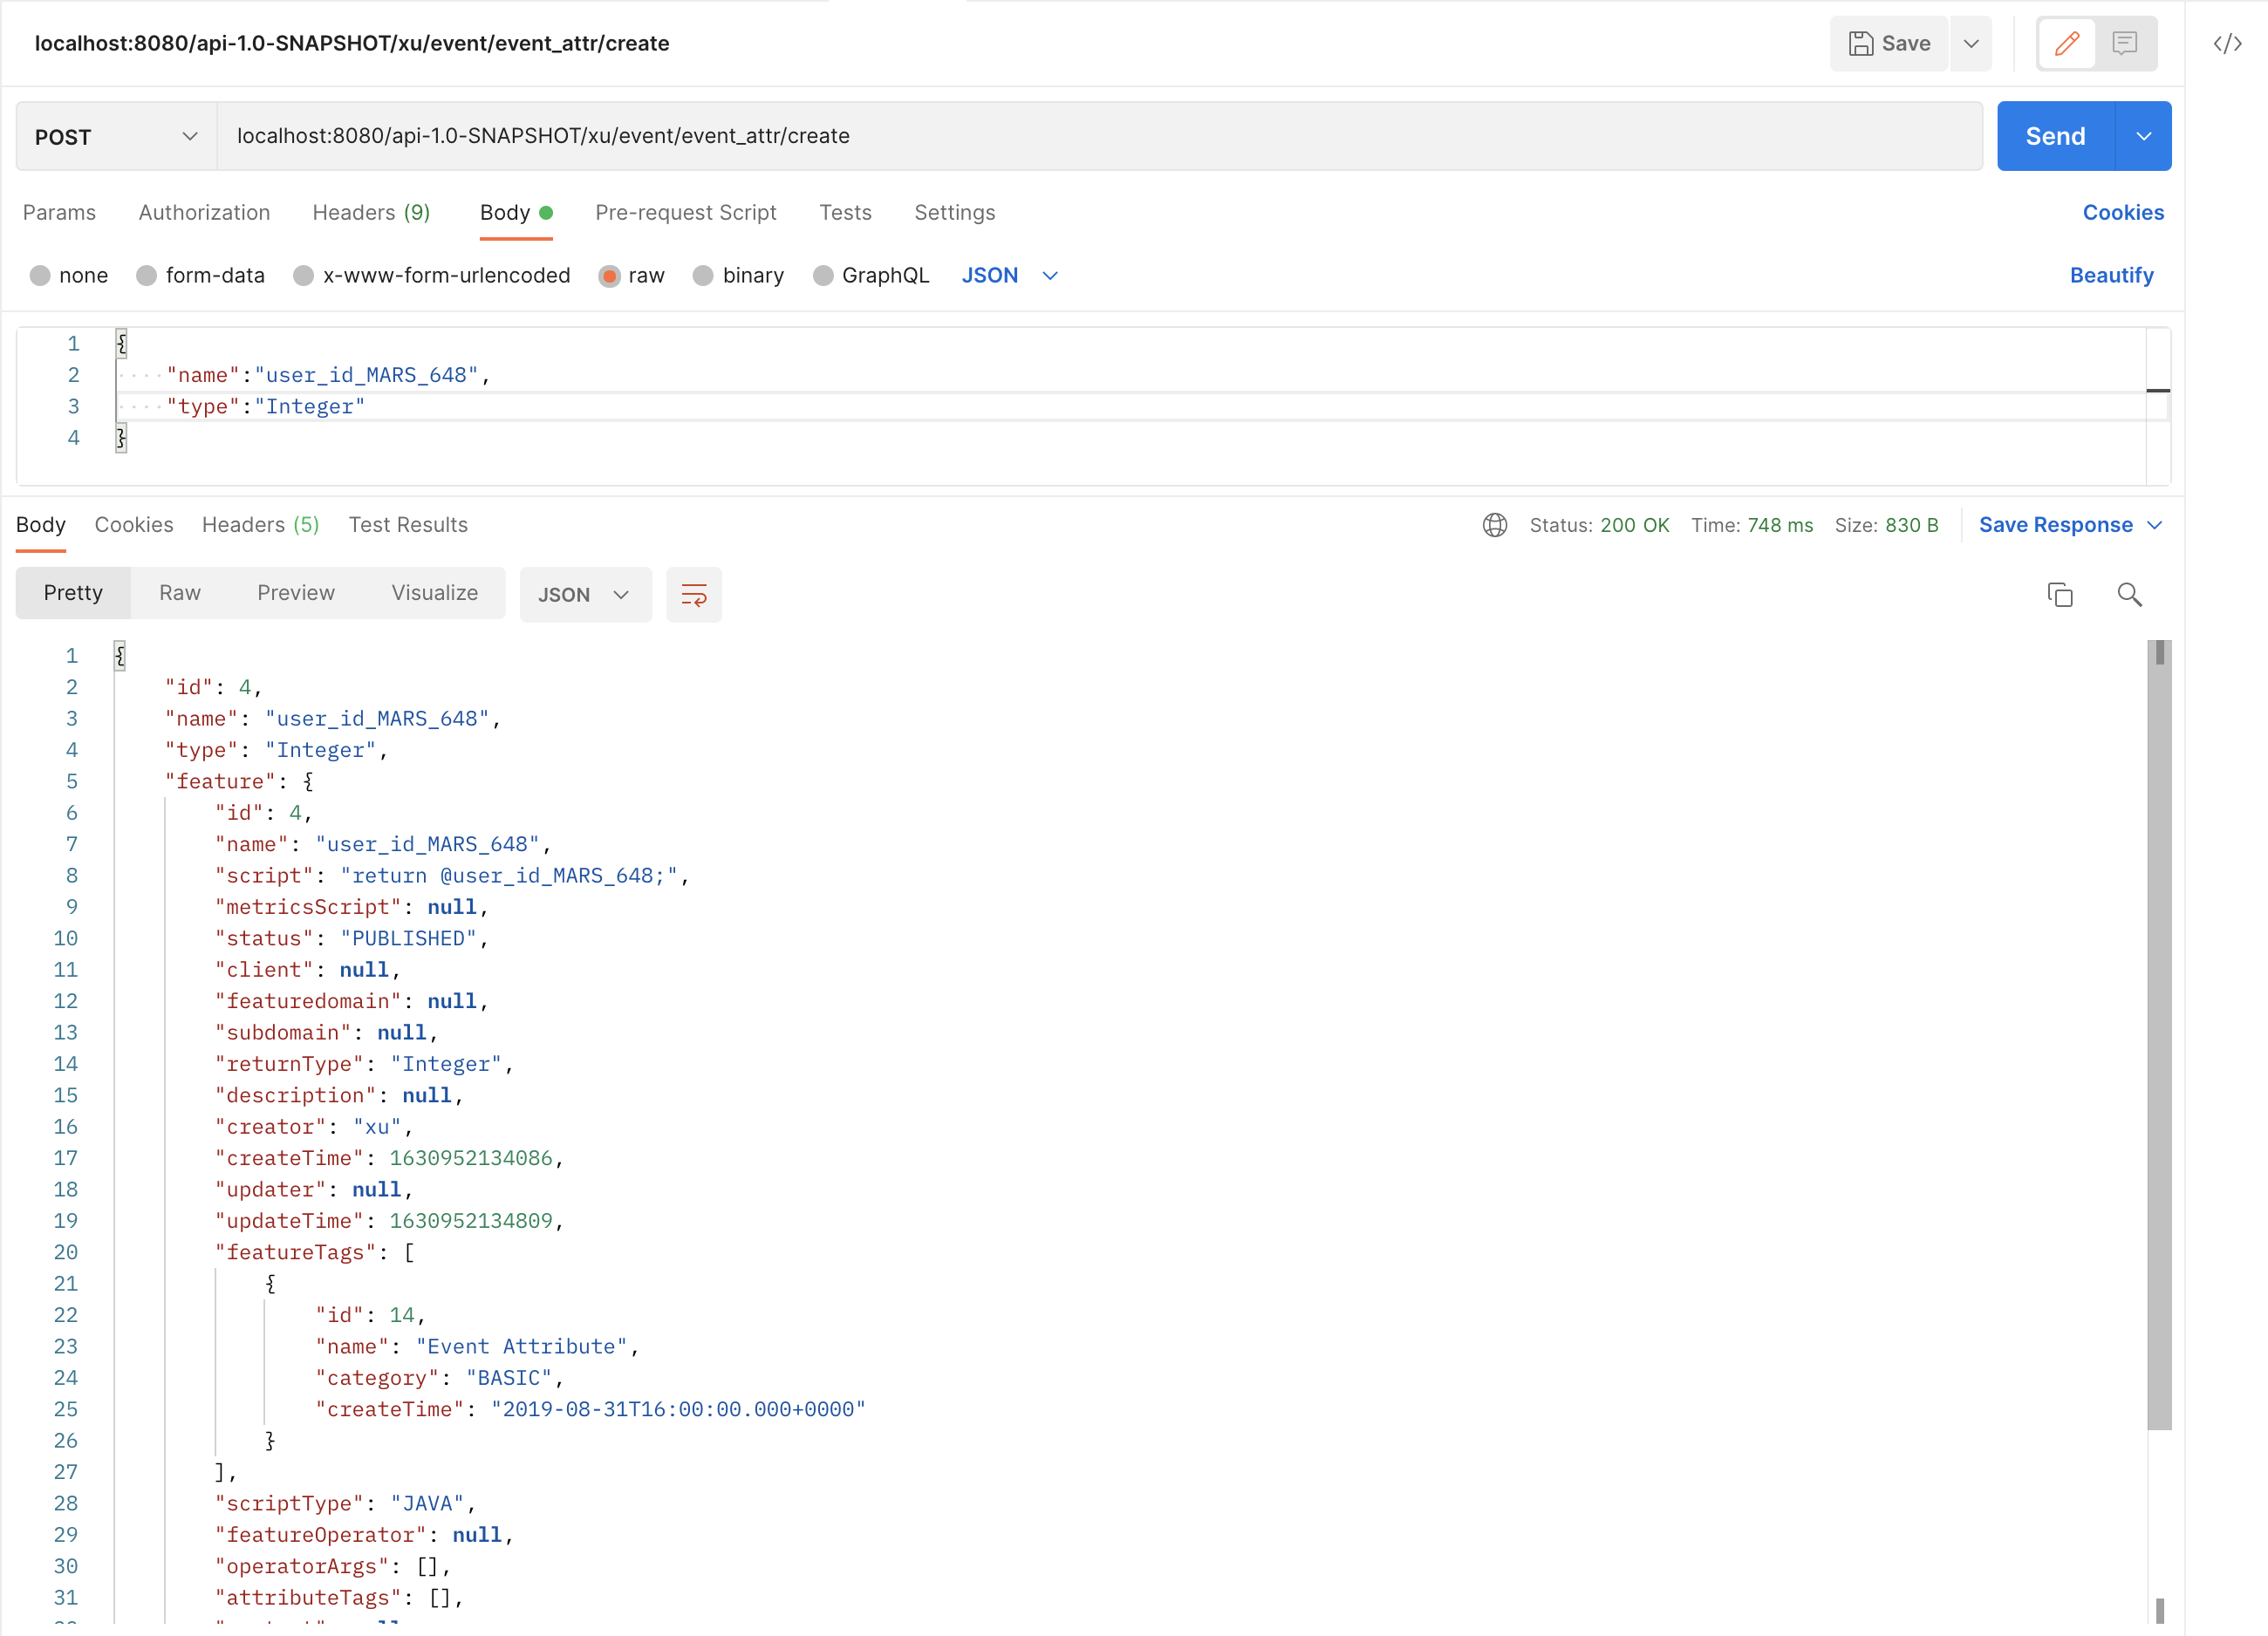 localhost:8080/api-1.0-SNAPSHOT/xu/event/event_attr/create
Save
</>
POST
localhost:8080/api-1.0-SNAPSHOT/xu/event/event_attr/create
Send
Params Authorization Headers (9) Body Pre-request Script Tests Settings Cookies
none form-data x-www-form-urlencoded raw binary GraphQL JSON Beautify
1 {
2 "name":"user_id_MARS_648",
3 "type":"Integer"
4 }
Body Cookies Headers (5) Test Results Status: 200 OK Time: 748 ms Size: 830 B Save Response
Pretty Raw Preview Visualize JSON
1 {
2 "id": 4,
3 "name": "user_id_MARS_648",
4 "type": "Integer",
5 "feature": {
6 "id": 4,
7 "name": "user_id_MARS_648",
8 "script": "return @user_id_MARS_648;",
9 "metricsScript": null,
10 "status": "PUBLISHED",
11 "client": null,
12 "featuredomain": null,
13 "subdomain": null,
14 "returnType": "Integer",
15 "description": null,
16 "creator": "xu",
17 "createTime": 1630952134086,
18 "updater": null,
19 "updateTime": 1630952134809,
20 "featureTags": [
21 {
22 "id": 14,
23 "name": "Event Attribute",
24 "category": "BASIC",
25 "createTime": "2019-08-31T16:00:00.000+0000"
26 }
27 ],
28 "scriptType": "JAVA",
29 "featureOperator": null,
30 "operatorArgs": [],
31 "attributeTags": [],